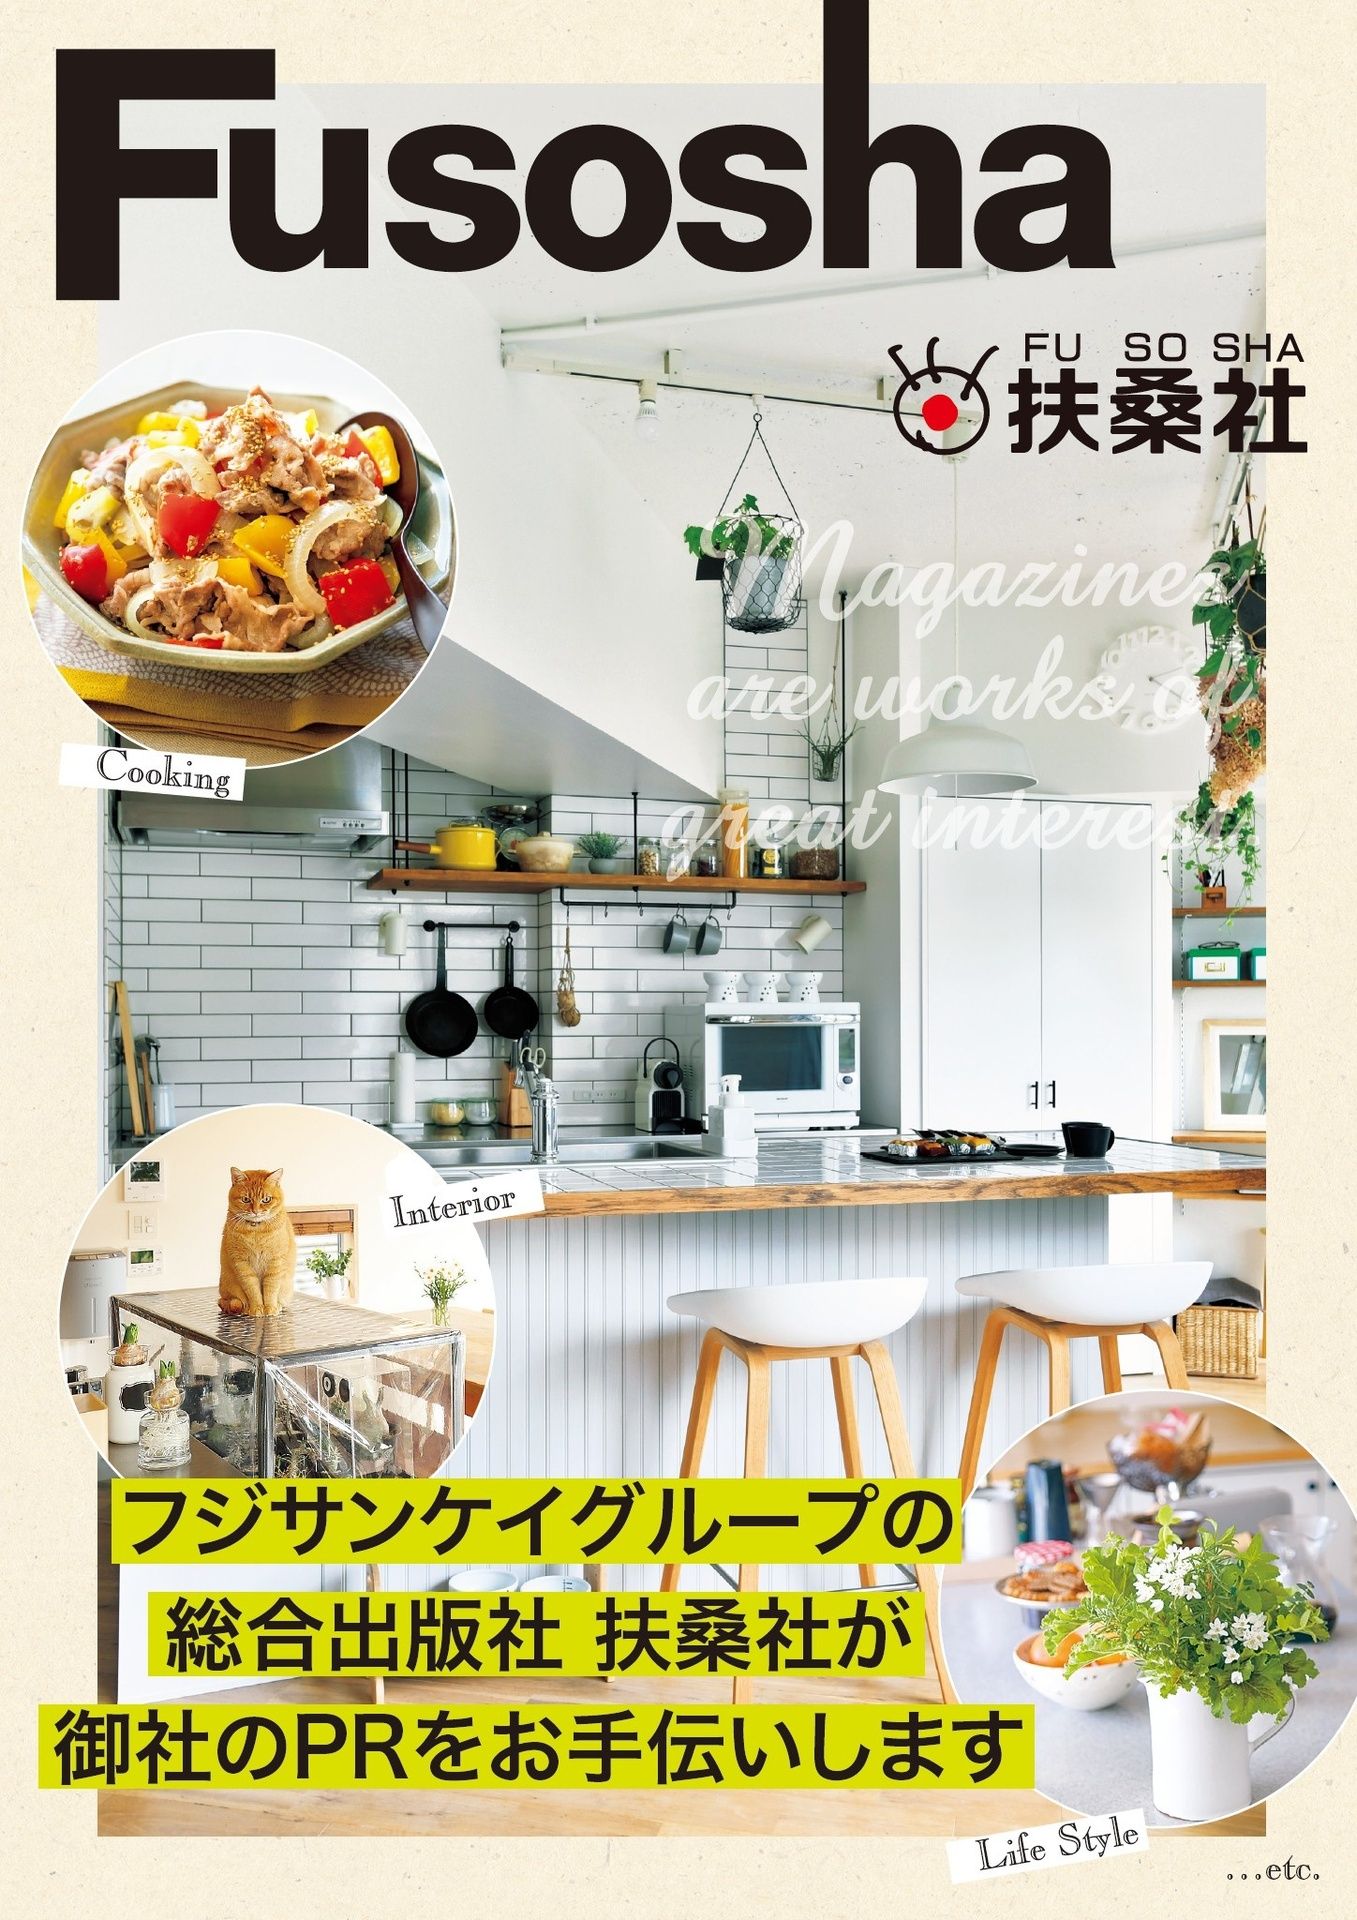 Fusosha
FU SO SHA
扶桑社
Magazines
are works of
great interest
Cooking
Interior
フジサンケイグループの
総合出版社 扶桑社が
御社のPRをお手伝いします
Life Style
...etc.